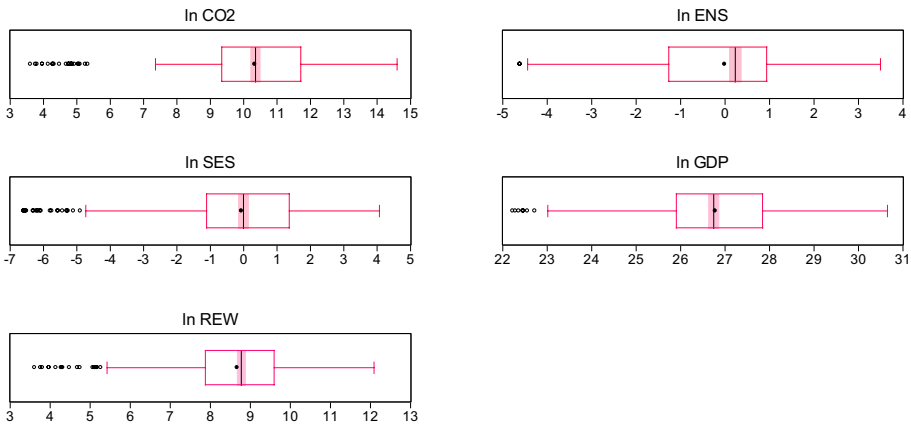 ln CO2
3 4 5 6 7 8 9 10 11 12 13 14 15
ln ENS
-5 -4 -3 -2 -1 0 1 2 3 4
ln SES
-7 -6 -5 -4 -3 -2 -1 0 1 2 3 4 5
ln GDP
22 23 24 25 26 27 28 29 30 31
ln REW
3 4 5 6 7 8 9 10 11 12 13